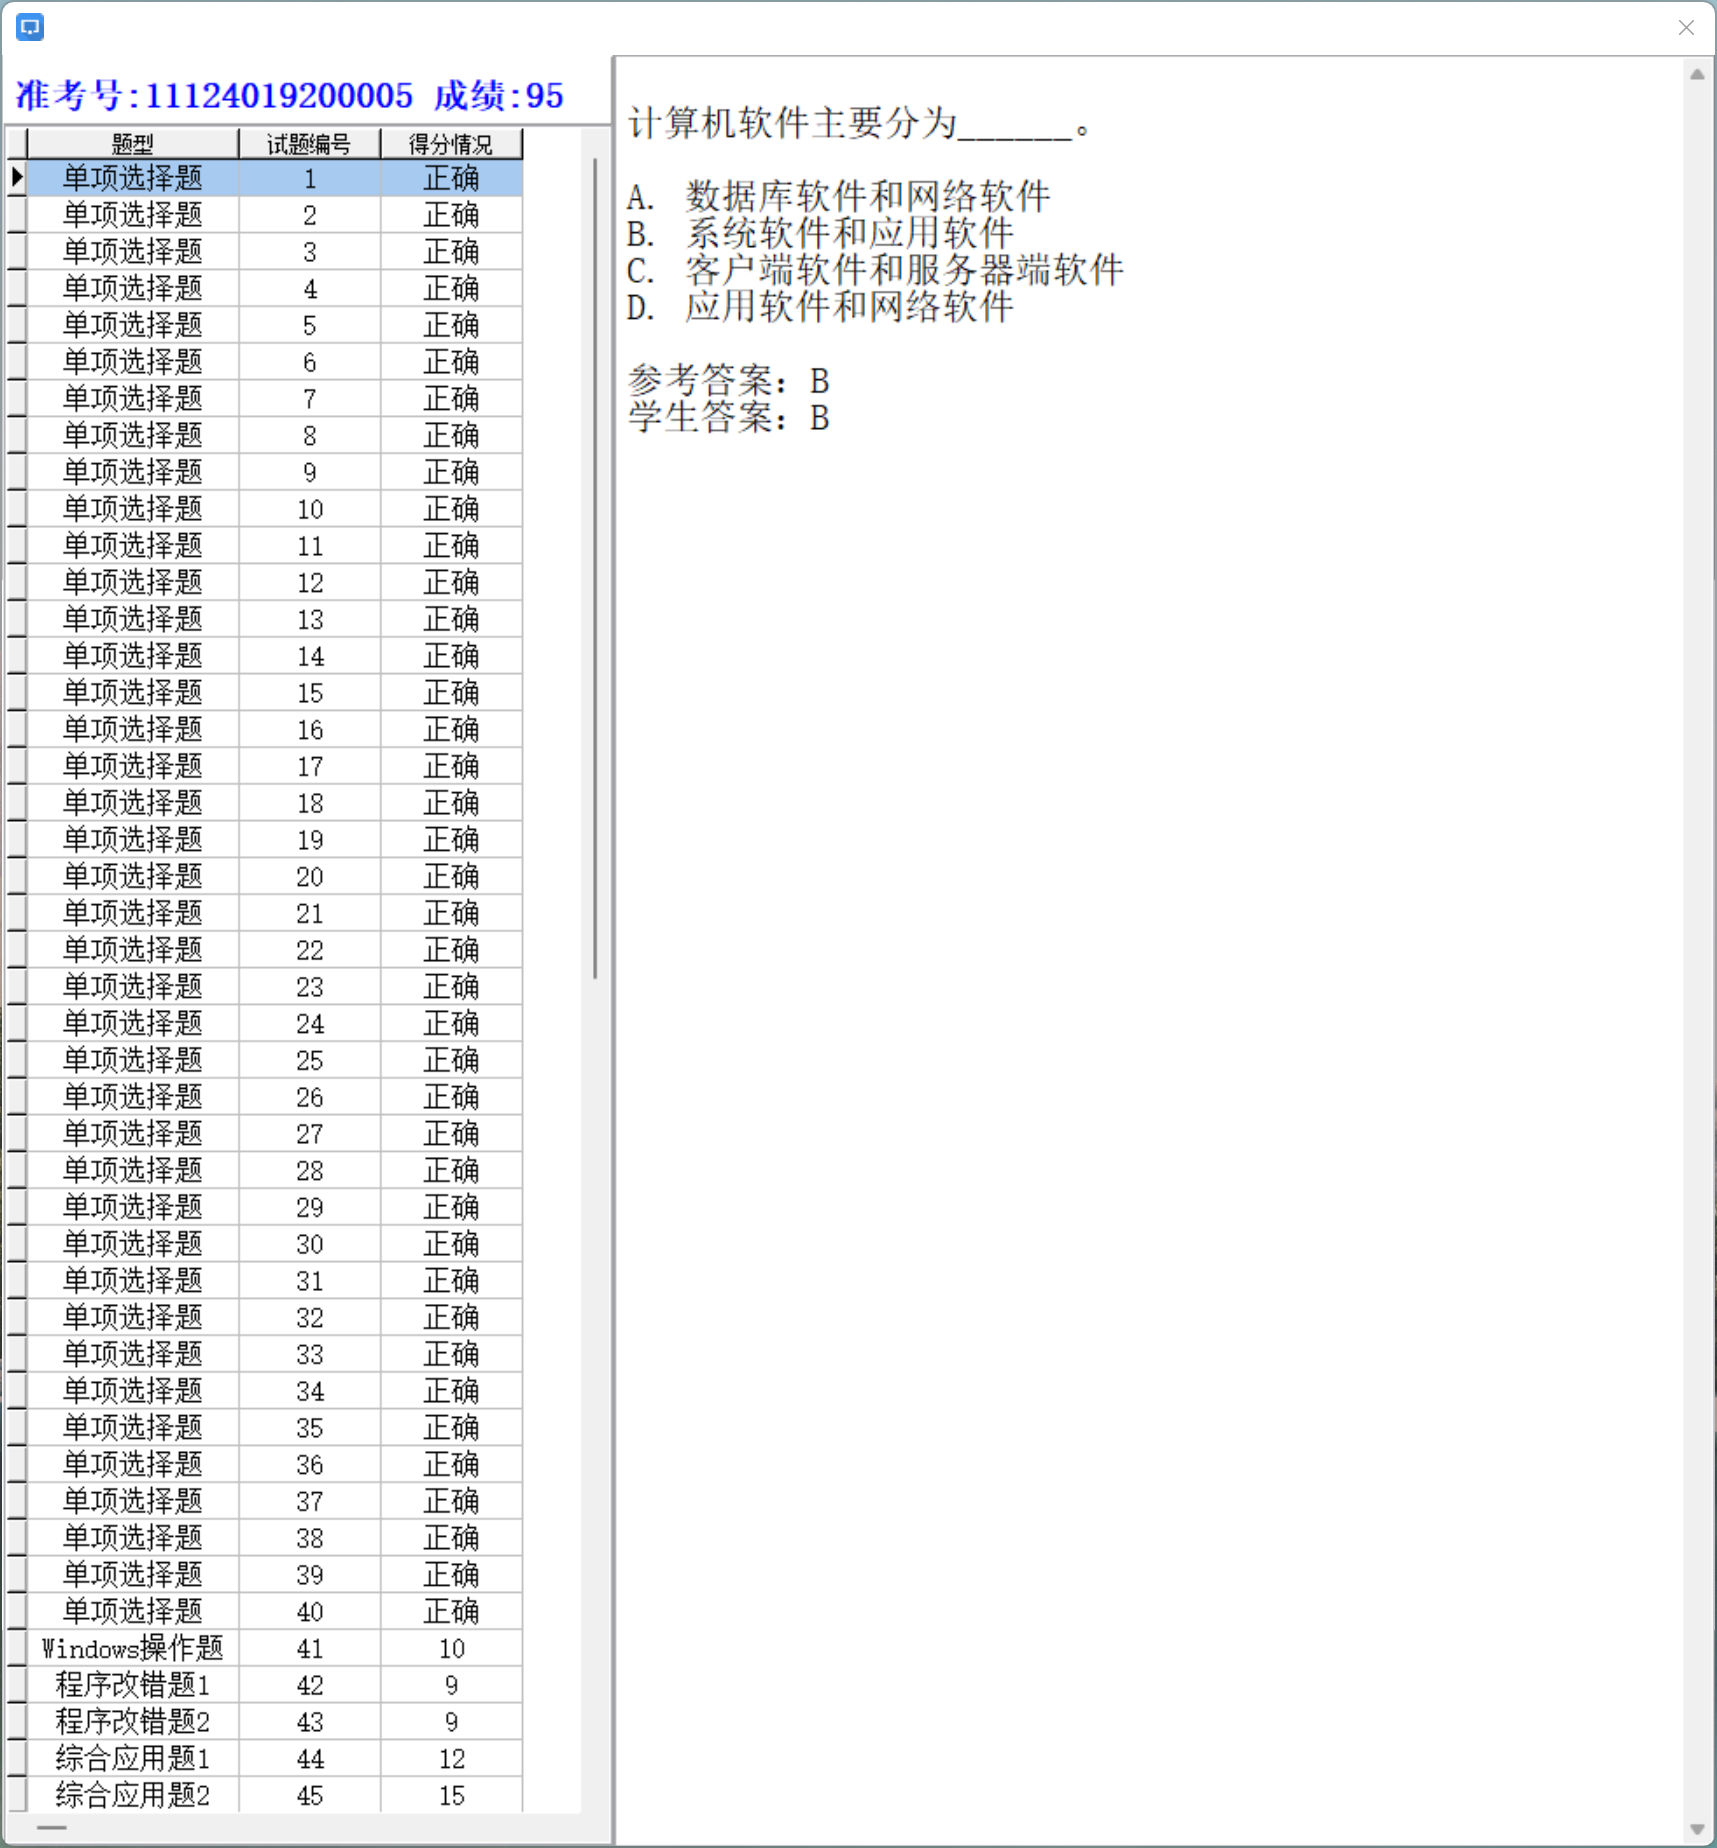 准考号:11124019200005 成绩:95
题型 试题编号 得分情况
单项选择题 1 正确
单项选择题 2 正确
单项选择题 3 正确
单项选择题 4 正确
单项选择题 5 正确
单项选择题 6 正确
单项选择题 7 正确
单项选择题 8 正确
单项选择题 9 正确
单项选择题 10 正确
单项选择题 11 正确
单项选择题 12 正确
单项选择题 13 正确
单项选择题 14 正确
单项选择题 15 正确
单项选择题 16 正确
单项选择题 17 正确
单项选择题 18 正确
单项选择题 19 正确
单项选择题 20 正确
单项选择题 21 正确
单项选择题 22 正确
单项选择题 23 正确
单项选择题 24 正确
单项选择题 25 正确
单项选择题 26 正确
单项选择题 27 正确
单项选择题 28 正确
单项选择题 29 正确
单项选择题 30 正确
单项选择题 31 正确
单项选择题 32 正确
单项选择题 33 正确
单项选择题 34 正确
单项选择题 35 正确
单项选择题 36 正确
单项选择题 37 正确
单项选择题 38 正确
单项选择题 39 正确
单项选择题 40 正确
Windows操作题 41 10
程序改错题1 42 9
程序改错题2 43 9
综合应用题1 44 12
综合应用题2 45 15
计算机软件主要分为______。
A. 数据库软件和网络软件
B. 系统软件和应用软件
C. 客户端软件和服务器端软件
D. 应用软件和网络软件
参考答案：B
学生答案：B